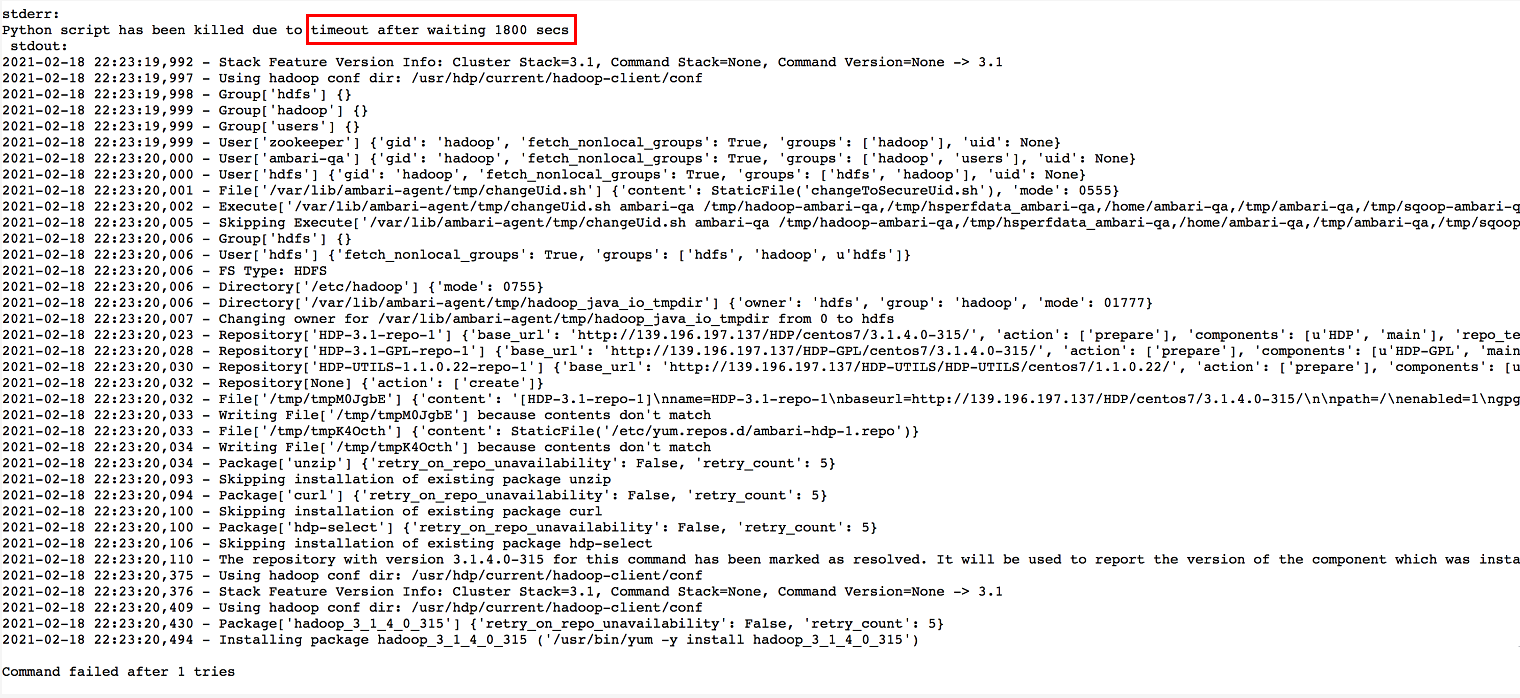 stderr:
Python script has been killed due to timeout after waiting 1800 secs
stdout:
2021-02-18 22:23:19,992 - Stack Feature Version Info: Cluster Stack=3.1, Command Stack=None, Command Version=None -> 3.1
2021-02-18 22:23:19,997 - Using hadoop conf dir: /usr/hdp/current/hadoop-client/conf
2021-02-18 22:23:19,998 - Group['hdfs'] {}
2021-02-18 22:23:19,999 - Group['hadoop'] {}
2021-02-18 22:23:19,999 - Group['users'] {}
2021-02-18 22:23:19,999 - User['zookeeper'] {'gid': 'hadoop', 'fetch_nonlocal_groups': True, 'groups': ['hadoop'], 'uid': None}
2021-02-18 22:23:20,000 - User['ambari-qa'] {'gid': 'hadoop', 'fetch_nonlocal_groups': True, 'groups': ['hadoop', 'users'], 'uid': None}
2021-02-18 22:23:20,000 - User['hdfs'] {'gid': 'hadoop', 'fetch_nonlocal_groups': True, 'groups': ['hdfs', 'hadoop'], 'uid': None}
2021-02-18 22:23:20,001 - File['/var/lib/ambari-agent/tmp/changeUid.sh'] {'content': StaticFile('changeToSecureUid.sh'), 'mode': 0555}
2021-02-18 22:23:20,002 - Execute['/var/lib/ambari-agent/tmp/changeUid.sh ambari-qa /tmp/hadoop-ambari-qa,/tmp/hsperfdata_ambari-qa,/home/ambari-qa,/tmp/ambari-qa,/tmp/sqoop-ambari-q
2021-02-18 22:23:20,005 - Skipping Execute['/var/lib/ambari-agent/tmp/changeUid.sh ambari-qa /tmp/hadoop-ambari-qa,/tmp/hsperfdata_ambari-qa,/home/ambari-qa,/tmp/ambari-qa,/tmp/sqoop
2021-02-18 22:23:20,006 - Group['hdfs'] {}
2021-02-18 22:23:20,006 - User['hdfs'] {'fetch_nonlocal_groups': True, 'groups': ['hdfs', 'hadoop', u'hdfs']}
2021-02-18 22:23:20,006 - FS Type: HDFS
2021-02-18 22:23:20,006 - Directory['/etc/hadoop'] {'mode': 0755}
2021-02-18 22:23:20,006 - Directory['/var/lib/ambari-agent/tmp/hadoop_java_io_tmpdir'] {'owner': 'hdfs', 'group': 'hadoop', 'mode': 01777}
2021-02-18 22:23:20,007 - Changing owner for /var/lib/ambari-agent/tmp/hadoop_java_io_tmpdir from 0 to hdfs
2021-02-18 22:23:20,023 - Repository['HDP-3.1-repo-1'] {'base_url': 'http://139.196.197.137/HDP/centos7/3.1.4.0-315/', 'action': ['prepare'], 'components': [u'HDP', 'main'], 'repo_te
2021-02-18 22:23:20,028 - Repository['HDP-3.1-GPL-repo-1'] {'base_url': 'http://139.196.197.137/HDP-GPL/centos7/3.1.4.0-315/', 'action': ['prepare'], 'components': [u'HDP-GPL', 'main
2021-02-18 22:23:20,030 - Repository['HDP-UTILS-1.1.0.22-repo-1'] {'base_url': 'http://139.196.197.137/HDP-UTILS/HDP-UTILS/centos7/1.1.0.22/', 'action': ['prepare'], 'components': [u
2021-02-18 22:23:20,032 - Repository[None] {'action': ['create']}
2021-02-18 22:23:20,032 - File['/tmp/tmpM0JgbE'] {'content': '[HDP-3.1-repo-1]\nname=HDP-3.1-repo-1\nbaseurl=http://139.196.197.137/HDP/centos7/3.1.4.0-315/\n\npath=/\nenabled=1\ngpg
2021-02-18 22:23:20,033 - Writing File['/tmp/tmpM0JgbE'] because contents don't match
2021-02-18 22:23:20,033 - File['/tmp/tmpK4Octh'] {'content': StaticFile('/etc/yum.repos.d/ambari-hdp-1.repo')}
2021-02-18 22:23:20,034 - Writing File['/tmp/tmpK4Octh'] because contents don't match
2021-02-18 22:23:20,034 - Package['unzip'] {'retry_on_repo_unavailability': False, 'retry_count': 5}
2021-02-18 22:23:20,093 - Skipping installation of existing package unzip
2021-02-18 22:23:20,094 - Package['curl'] {'retry_on_repo_unavailability': False, 'retry_count': 5}
2021-02-18 22:23:20,100 - Skipping installation of existing package curl
2021-02-18 22:23:20,100 - Package['hdp-select'] {'retry_on_repo_unavailability': False, 'retry_count': 5}
2021-02-18 22:23:20,106 - Skipping installation of existing package hdp-select
2021-02-18 22:23:20,110 - The repository with version 3.1.4.0-315 for this command has been marked as resolved. It will be used to report the version of the component which was insta
2021-02-18 22:23:20,375 - Using hadoop conf dir: /usr/hdp/current/hadoop-client/conf
2021-02-18 22:23:20,376 - Stack Feature Version Info: Cluster Stack=3.1, Command Stack=None, Command Version=None -> 3.1
2021-02-18 22:23:20,409 - Using hadoop conf dir: /usr/hdp/current/hadoop-client/conf
2021-02-18 22:23:20,430 - Package['hadoop_3_1_4_0_315'] {'retry_on_repo_unavailability': False, 'retry_count': 5}
2021-02-18 22:23:20,494 - Installing package hadoop_3_1_4_0_315 ('/usr/bin/yum -y install hadoop_3_1_4_0_315')
Command failed after 1 tries